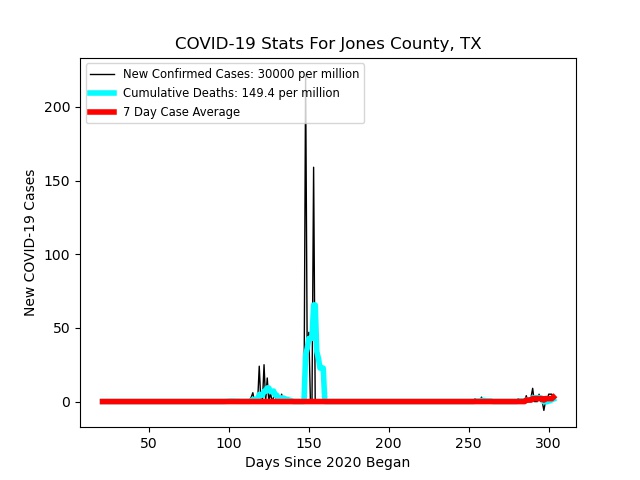 COVID-19 Stats For Jones County, TX
New Confirmed Cases: 30000 per million
Cumulative Deaths: 149.4 per million
7 Day Case Average
200
150
100
50
0
New COVID-19 Cases
50 100 150 200 250 300
Days Since 2020 Began